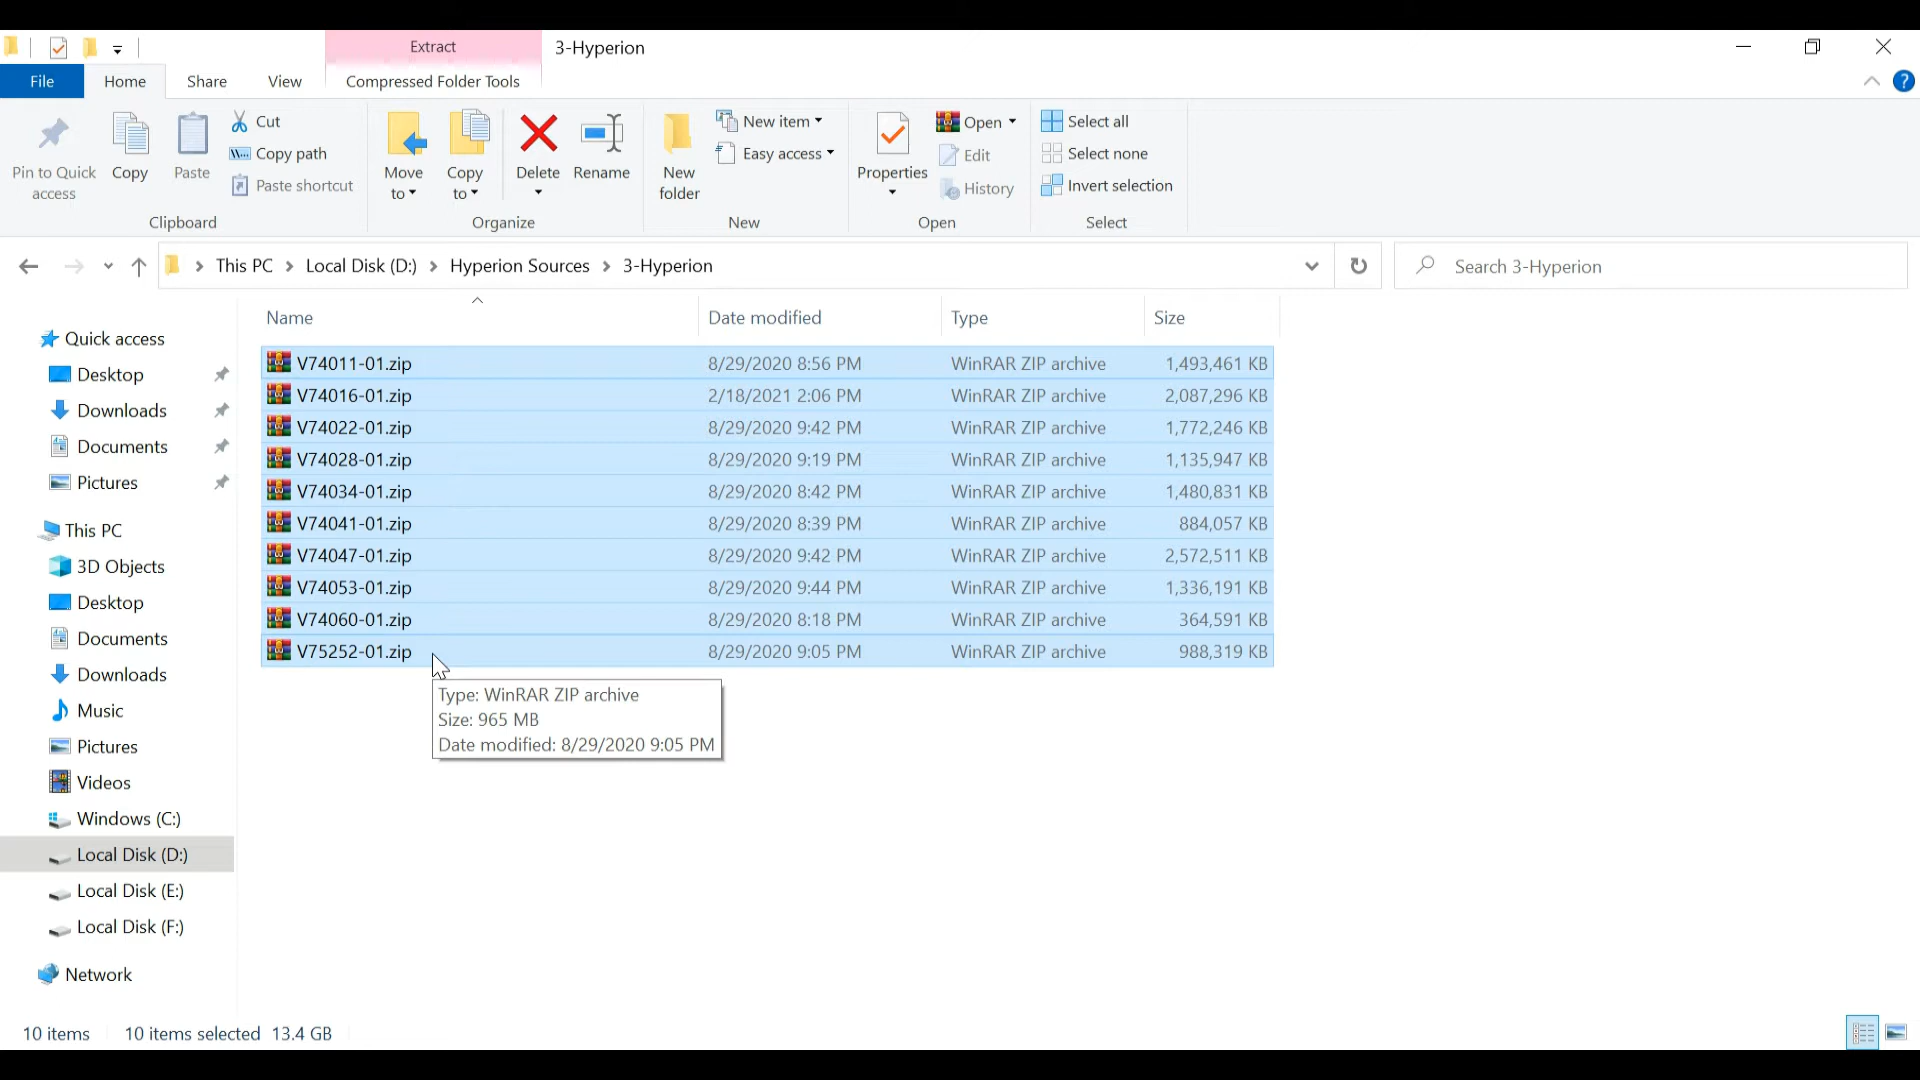 Extract
3-Hyperion
File
Home
Share
View
Compressed Folder Tools
?
Pin to Quick
access
Copy
Paste
Cut
Copy path
Paste shortcut
Clipboard
Move
to
Copy
to
Delete
Rename
Organize
New
folder
New item
Easy access
New
Properties
Open
Edit
History
Open
Select all
Select none
Invert selection
Select
This PC
Local Disk (D:)
Hyperion Sources
3-Hyperion
Search 3-Hyperion
Name Date modified Type Size
V74011-01.zip 8/29/2020 8:56 PM WinRAR ZIP archive 1,493,461 KB
V74016-01.zip 2/18/2021 2:06 PM WinRAR ZIP archive 2,087,296 KB
V74022-01.zip 8/29/2020 9:42 PM WinRAR ZIP archive 1,772,246 KB
V74028-01.zip 8/29/2020 9:19 PM WinRAR ZIP archive 1,135,947 KB
V74034-01.zip 8/29/2020 8:42 PM WinRAR ZIP archive 1,480,831 KB
V74041-01.zip 8/29/2020 8:39 PM WinRAR ZIP archive 884,057 KB
V74047-01.zip 8/29/2020 9:42 PM WinRAR ZIP archive 2,572,511 KB
V74053-01.zip 8/29/2020 9:44 PM WinRAR ZIP archive 1,336,191 KB
V74060-01.zip 8/29/2020 8:18 PM WinRAR ZIP archive 364,591 KB
V75252-01.zip 8/29/2020 9:05 PM WinRAR ZIP archive 988,319 KB
Type: WinRAR ZIP archive
Size: 965 MB
Date modified: 8/29/2020 9:05 PM
Quick access
Desktop
Downloads
Documents
Pictures
This PC
3D Objects
Desktop
Documents
Downloads
Music
Pictures
Videos
Windows (C:)
Local Disk (D:)
Local Disk (E:)
Local Disk (F:)
Network
10 items
10 items selected 13.4 GB